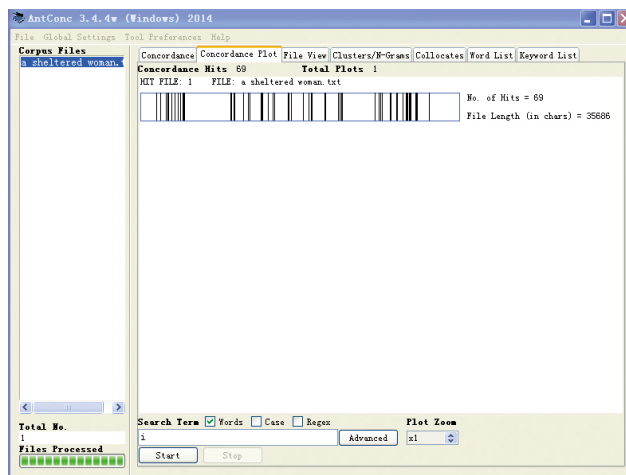 AntConc 3.4.4w (Windows) 2014
File Global Settings Tool Preferences Help
Corpus Files
a sheltered woman.t
Concordance Concordance Plot File View Clusters/N-Grams Collocates Word List Keyword List
Concordance Hits 69 Total Plots 1
HIT FILE: 1 FILE: a sheltered woman.txt
No. of Hits = 69
File Length (in chars) = 35686
Total No.
1
Files Processed
Search Term Words Case Regex Plot Zoom
i Advanced x1
Start Stop